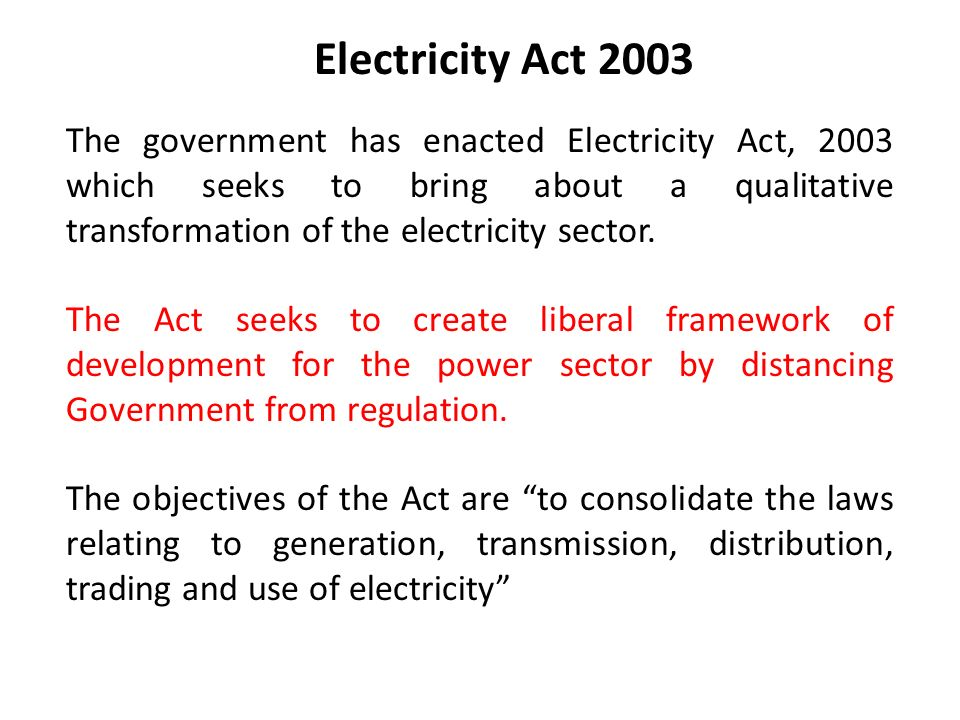 Electricity Act 2003
The government has enacted Electricity Act, 2003
which seeks to bring about a qualitative
transformation of the electricity sector.
The Act seeks to create liberal framework of
development for the power sector by distancing
Government from regulation.
The objectives of the Act are “to consolidate the laws
relating to generation, transmission, distribution,
trading and use of electricity”